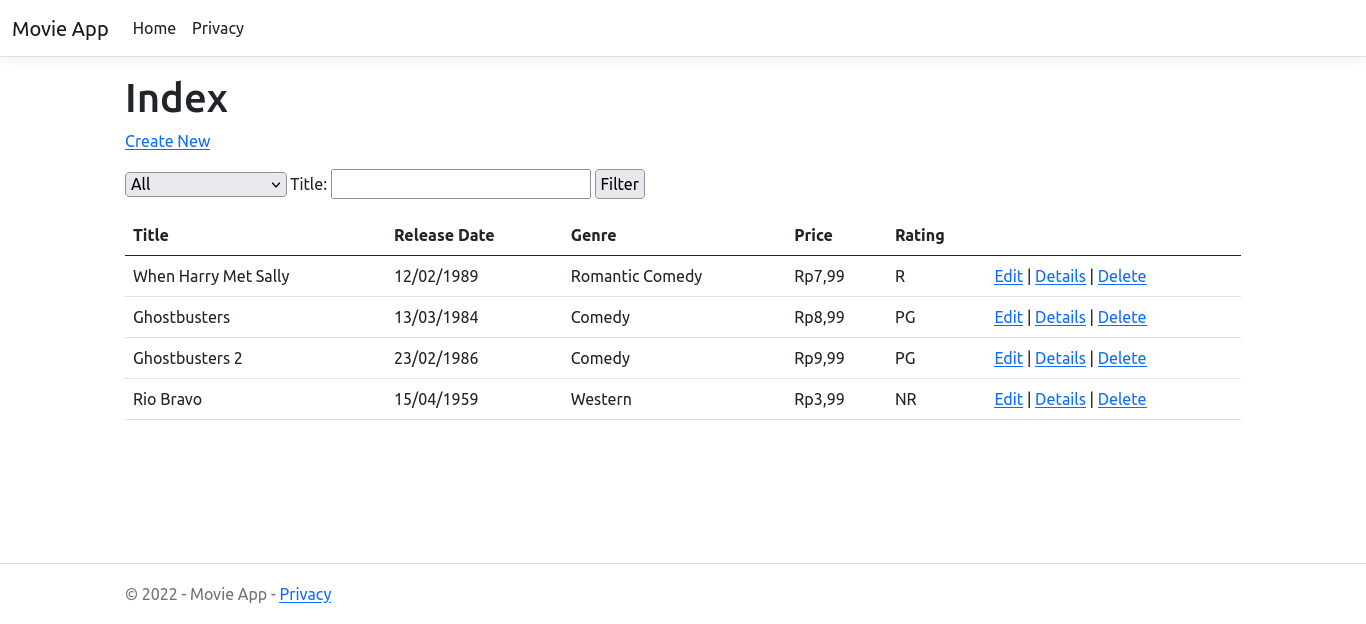 Movie App Home Privacy
Index
Create New
All Title: Filter
Title Release Date Genre Price Rating
When Harry Met Sally 12/02/1989 Romantic Comedy Rp7,99 R Edit | Details | Delete
Ghostbusters 13/03/1984 Comedy Rp8,99 PG Edit | Details | Delete
Ghostbusters 2 23/02/1986 Comedy Rp9,99 PG Edit | Details | Delete
Rio Bravo 15/04/1959 Western Rp3,99 NR Edit | Details | Delete
© 2022 - Movie App - Privacy